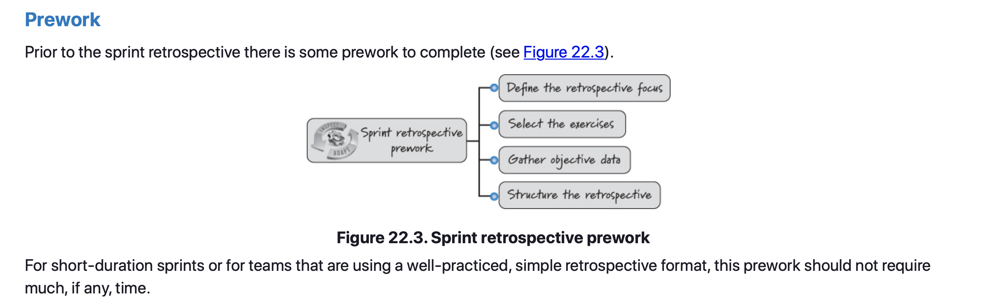 Prework
Prior to the sprint retrospective there is some prework to complete (see Figure 22.3).
Define the retrospective focus
Select the exercises
INSPECT
ADAPT
Sprint retrospective
prework
Gather objective data
Structure the retrospective
Figure 22.3. Sprint retrospective prework
For short-duration sprints or for teams that are using a well-practiced, simple retrospective format, this prework should not require
much, if any, time.